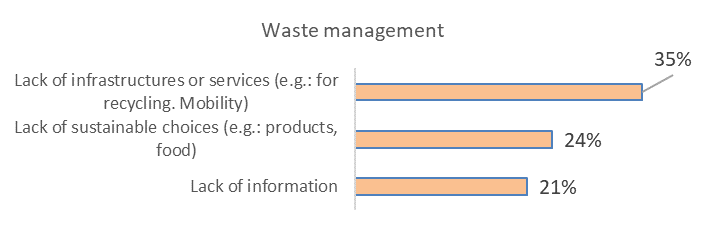 Waste management
35%
Lack of infrastructures or services (e.g.: for
recycling. Mobility)
Lack of sustainable choices (e.g.: products,
food)
24%
Lack of information
21%